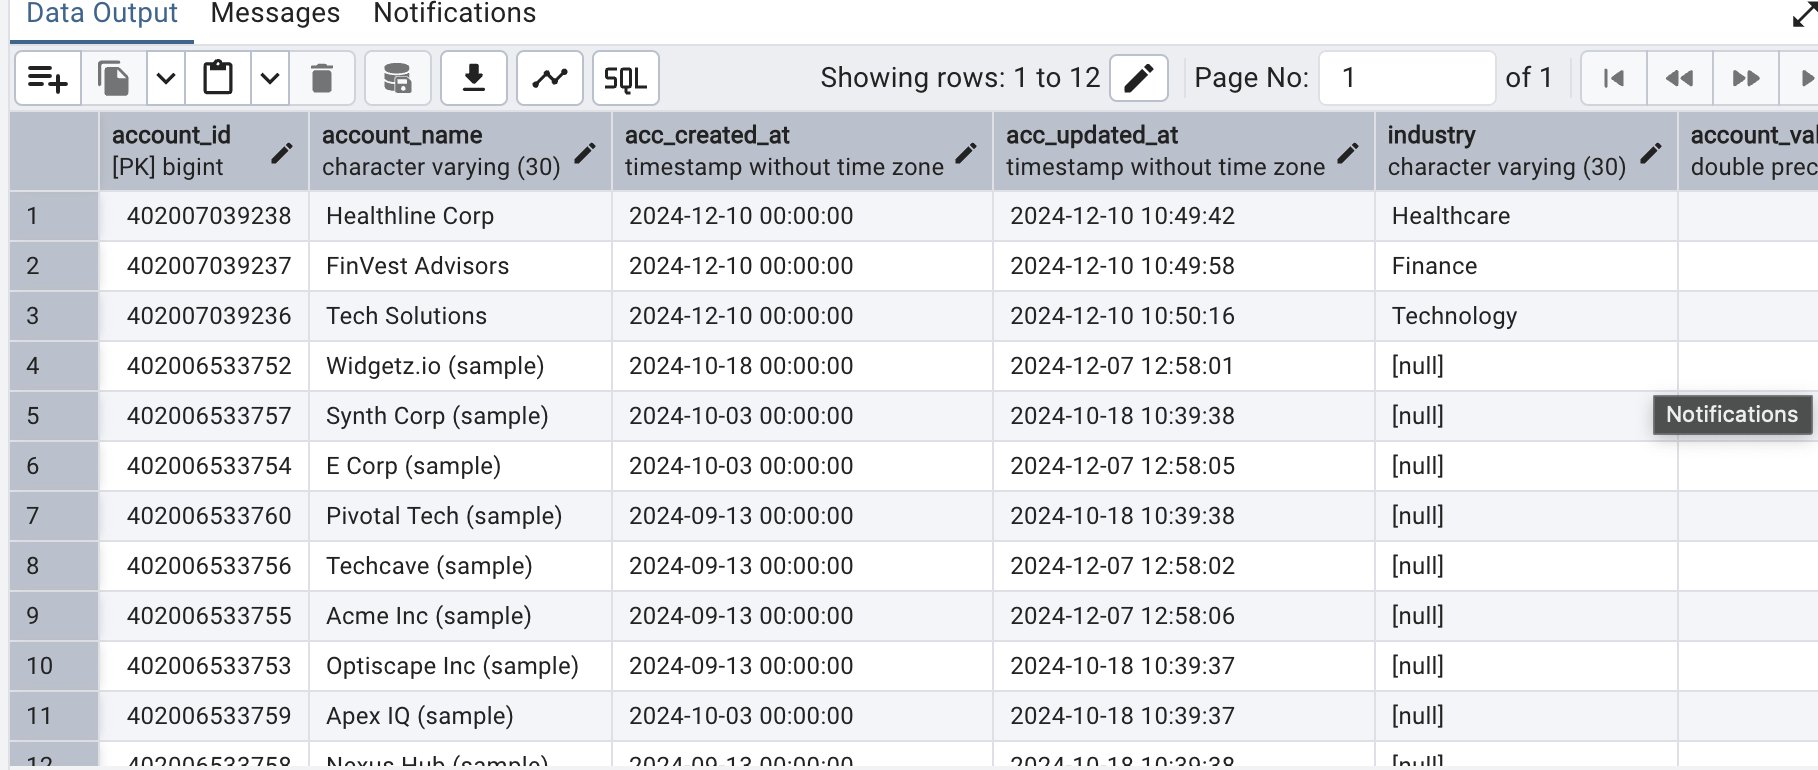 Data Output Messages Notifications
SQL Showing rows: 1 to 12 Page No: 1 of 1
account_id account_name acc_created_at acc_updated_at industry account_val
[PK] bigint character varying (30) timestamp without time zone timestamp without time zone character varying (30) double prec
1 402007039238 Healthline Corp 2024-12-10 00:00:00 2024-12-10 10:49:42 Healthcare
2 402007039237 FinVest Advisors 2024-12-10 00:00:00 2024-12-10 10:49:58 Finance
3 402007039236 Tech Solutions 2024-12-10 00:00:00 2024-12-10 10:50:16 Technology
4 402006533752 Widgetz.io (sample) 2024-10-18 00:00:00 2024-12-07 12:58:01 [null]
5 402006533757 Synth Corp (sample) 2024-10-03 00:00:00 2024-10-18 10:39:38 [null] Notifications
6 402006533754 E Corp (sample) 2024-10-03 00:00:00 2024-12-07 12:58:05 [null]
7 402006533760 Pivotal Tech (sample) 2024-09-13 00:00:00 2024-10-18 10:39:38 [null]
8 402006533756 Techcave (sample) 2024-09-13 00:00:00 2024-12-07 12:58:02 [null]
9 402006533755 Acme Inc (sample) 2024-09-13 00:00:00 2024-12-07 12:58:06 [null]
10 402006533753 Optiscape Inc (sample) 2024-09-13 00:00:00 2024-10-18 10:39:37 [null]
11 402006533759 Apex IQ (sample) 2024-10-03 00:00:00 2024-10-18 10:39:37 [null]
12 402006533758 Nexus Hub (sample) 2024-09-13 00:00:00 2024-10-18 10:39:38 [null]